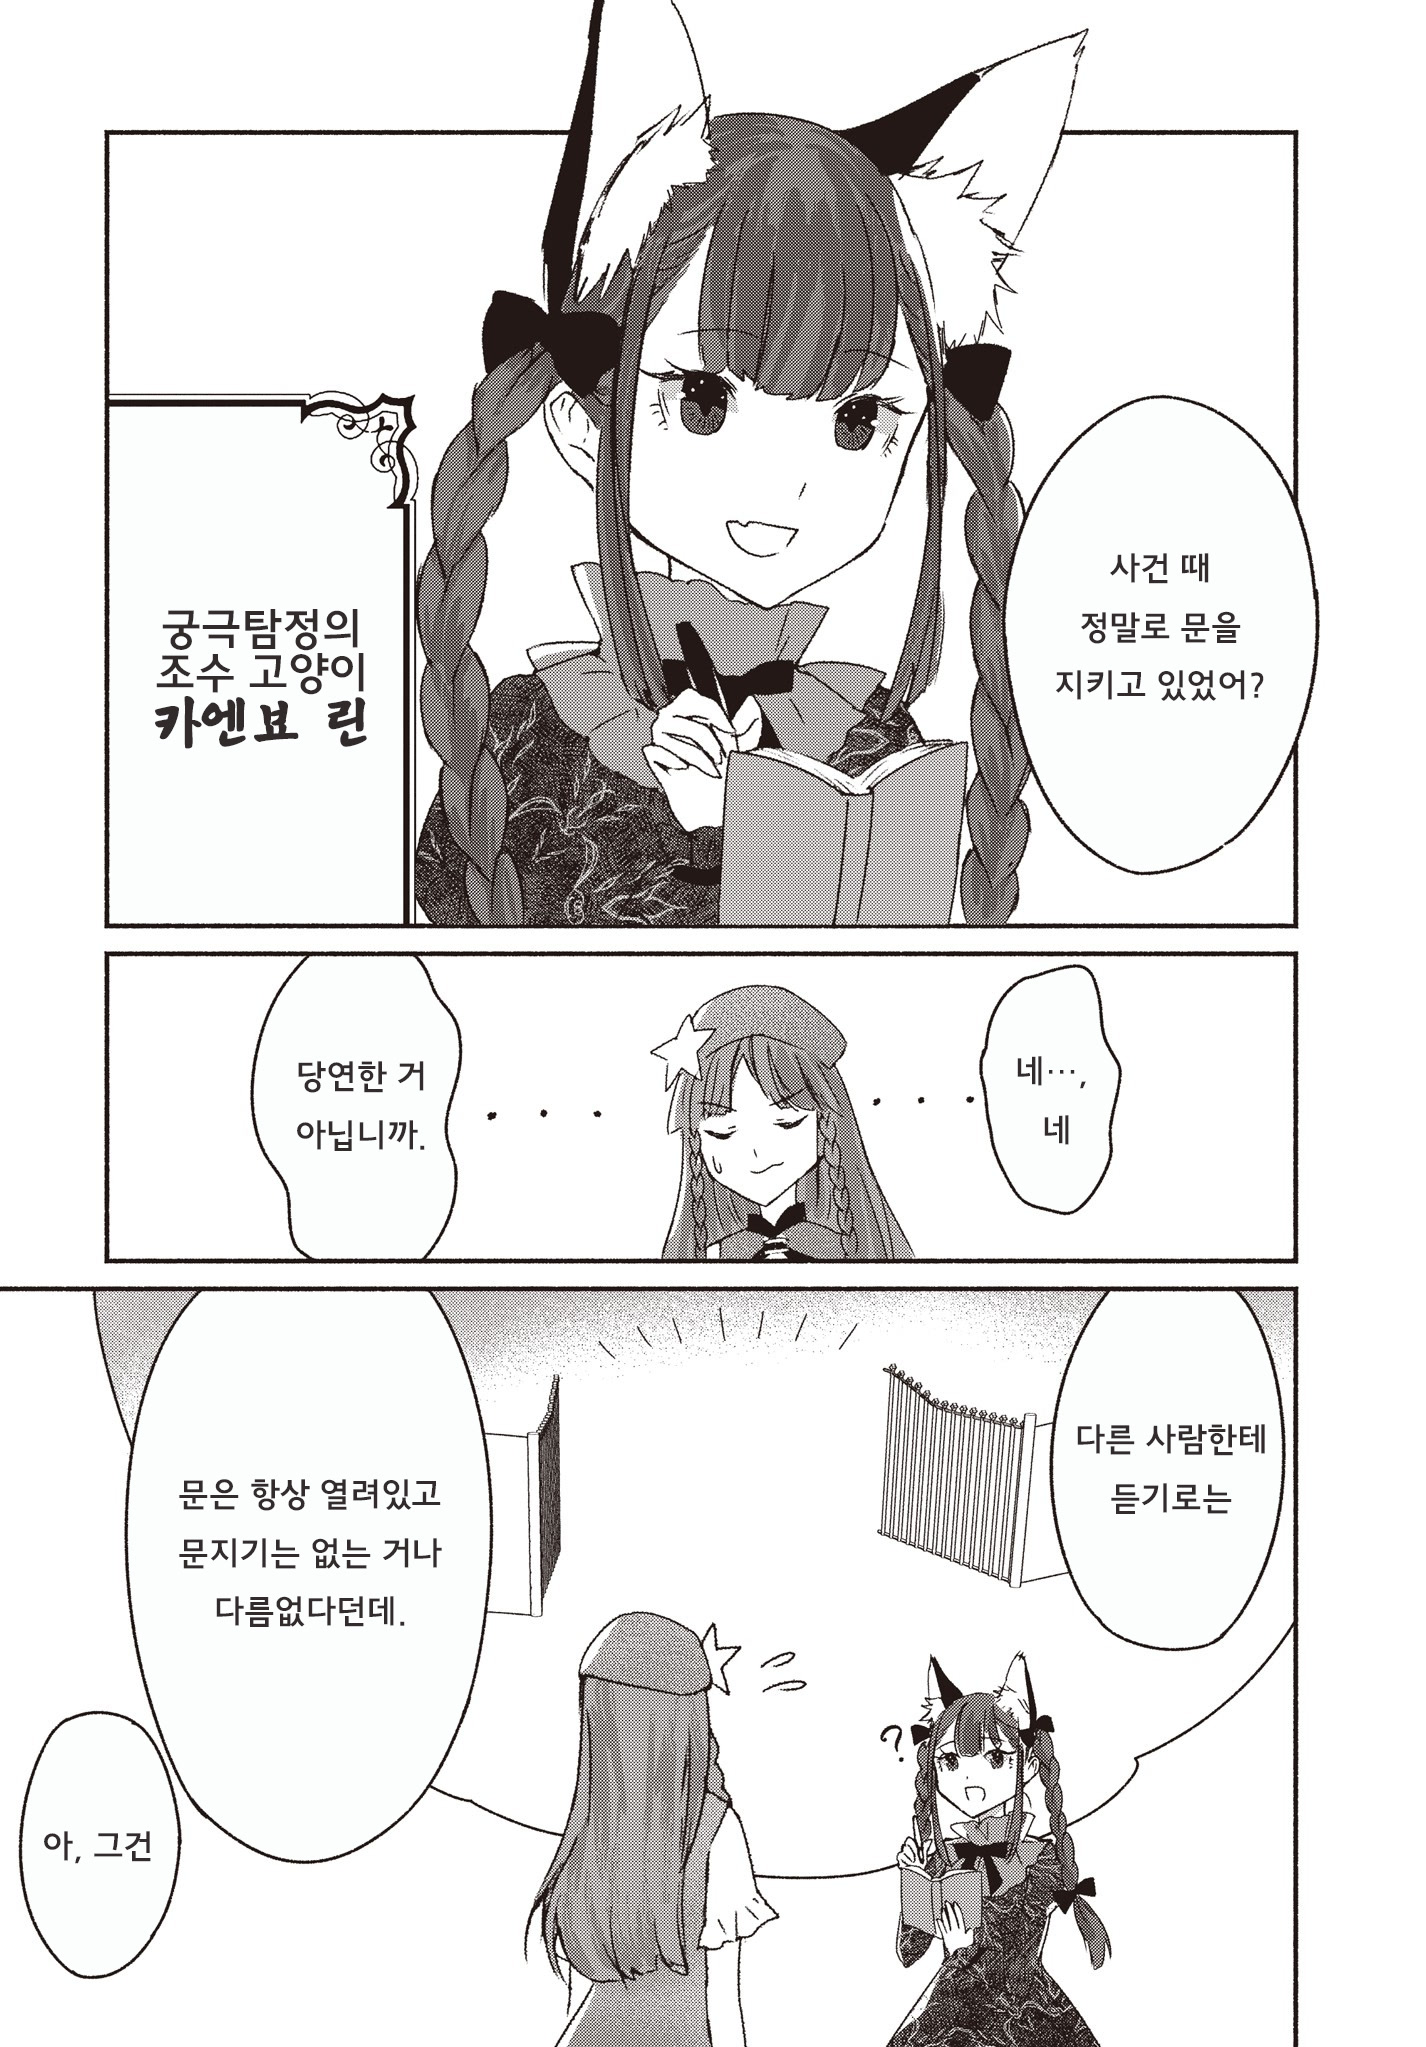 사건 때
정말로 문을
지키고 있었어?
궁극탐정의
조수 고양이
카엔뵤 린
네…,
네
당연한 거
아닙니까.
다른 사람한테
듣기로는
문은 항상 열려있고
문지기는 없는 거나
다름없다던데.
?
아, 그건